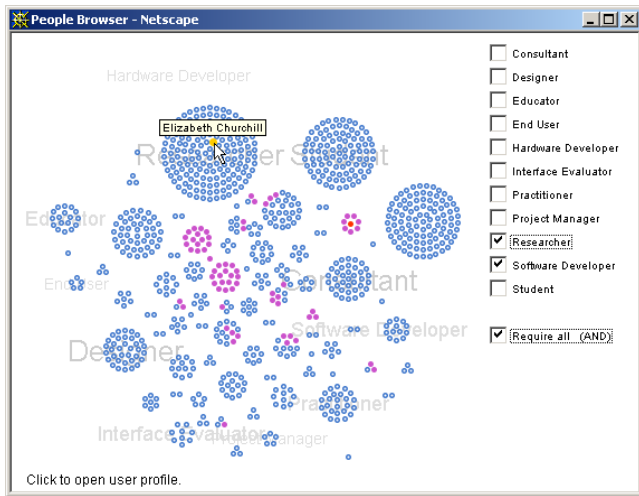 People Browser - Netscape
Hardware Developer
Elizabeth Churchill
Researcher Student
Educator
Consultant
End User
Software Developer
Designer
Practitioner
Interface Evaluator
Project Manager
Consultant
Designer
Educator
End User
Hardware Developer
Interface Evaluator
Practitioner
Project Manager
Researcher
Software Developer
Student
Require all (AND)
Click to open user profile.